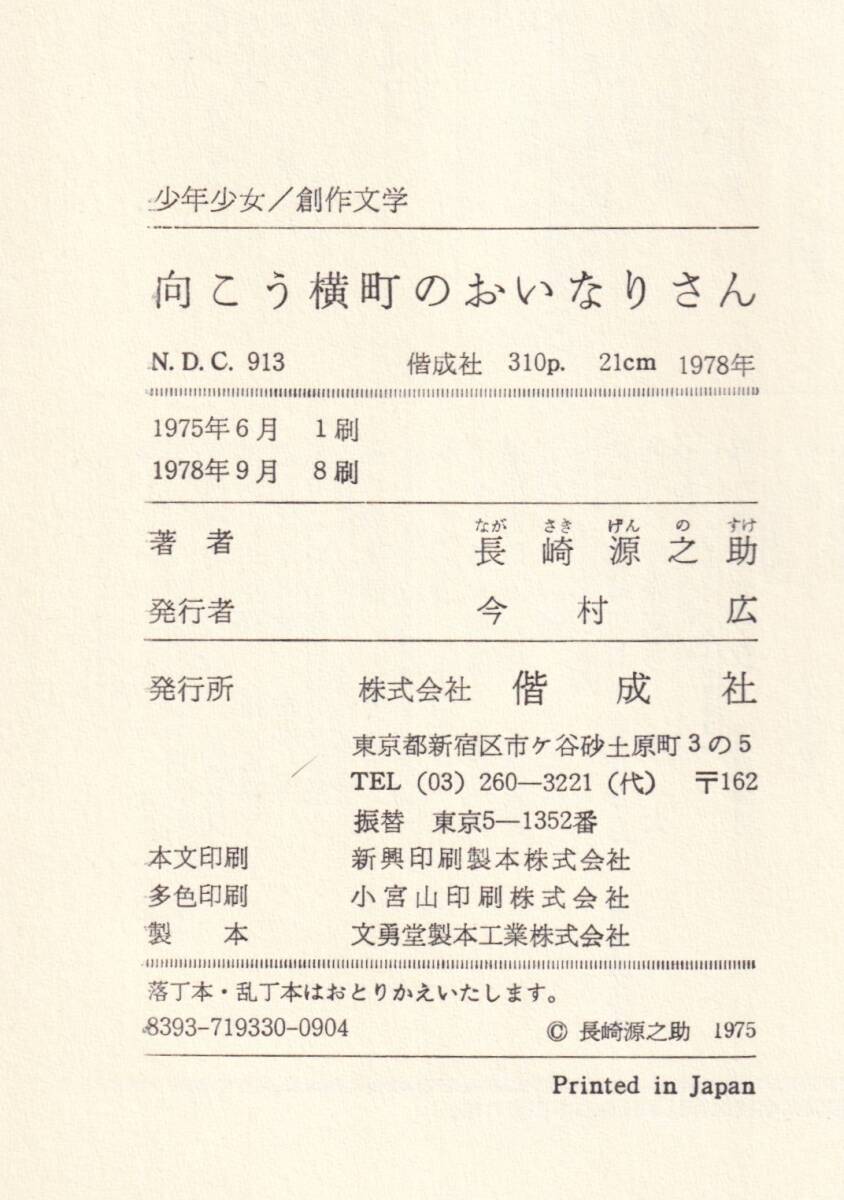 少年少女/創作文学
向こう横町のおいなりさん
N.D.C. 913　偕成社　310p.　21cm　1978年
1975年6月　1刷
1978年9月　8刷
なが さき げん の すけ
著者　長崎源之助
発行者　今村広
発行所　株式会社 偕成社
東京都新宿区市ケ谷砂土原町3の5
TEL (03) 260—3221 (代)　〒162
振替　東京5—1352番
本文印刷　新興印刷製本株式会社
多色印刷　小宮山印刷株式会社
製本　文勇堂製本工業株式会社
落丁本・乱丁本はおとりかえいたします。
8393-719330-0904　© 長崎源之助 1975
Printed in Japan